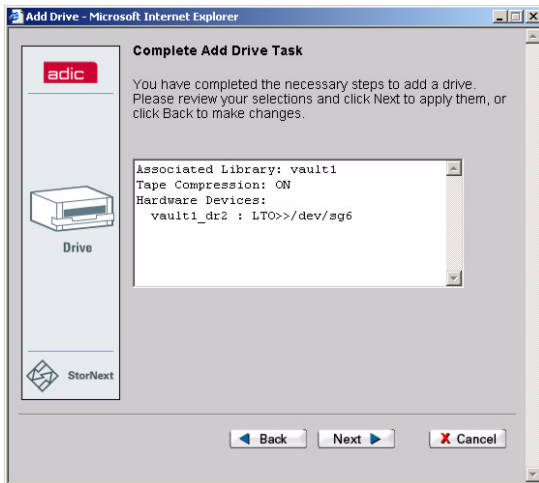 Add Drive - Microsoft Internet Explorer
adic
Complete Add Drive Task
You have completed the necessary steps to add a drive.
Please review your selections and click Next to apply them, or
click Back to make changes.
Associated Library: vault1
Tape Compression: ON
Hardware Devices:
vault1_dr2 : LTO>>/dev/sg6
Drive
StorNext
Back Next X Cancel